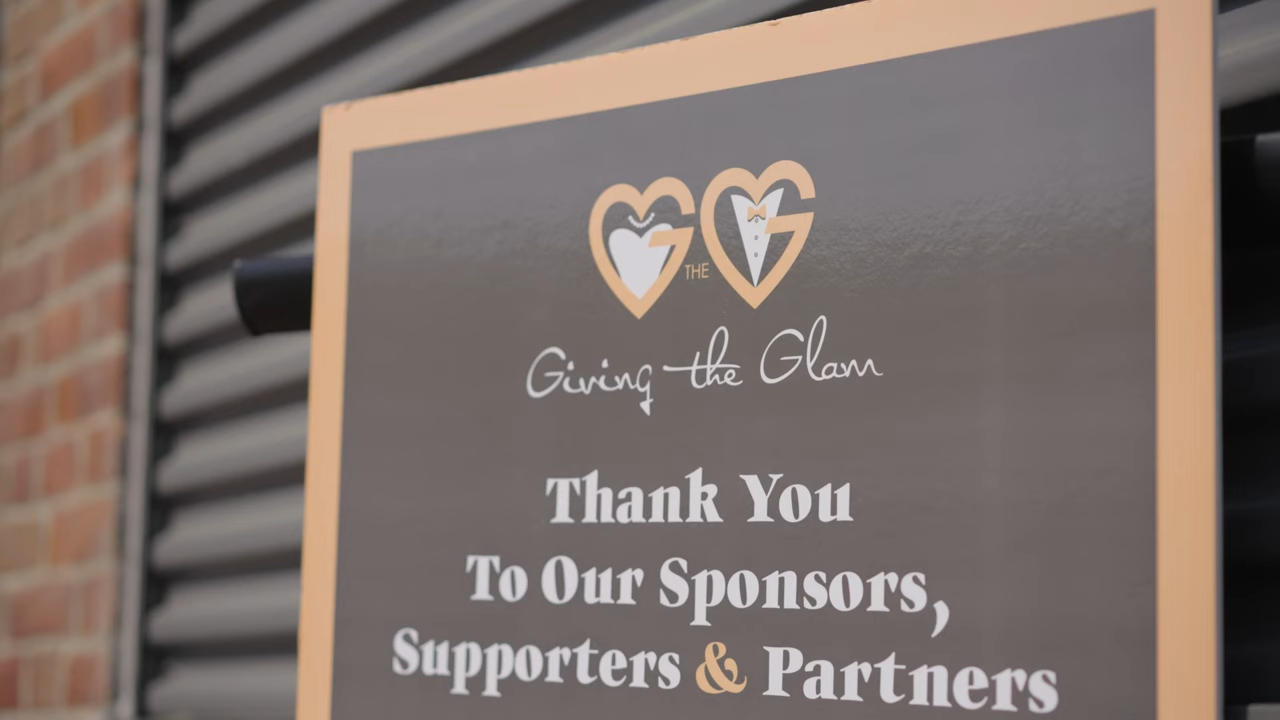 G THE G
Giving the Glam
Thank You
To Our Sponsors,
Supporters & Partners